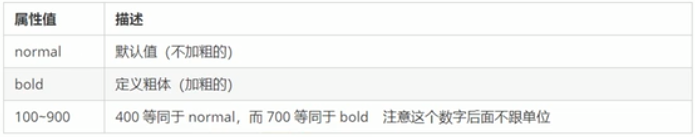 属性值 描述
normal 默认值（不加粗的）
bold 定义粗体（加粗的）
100~900 400 等同于 normal，而 700 等同于 bold 注意这个数字后面不跟单位